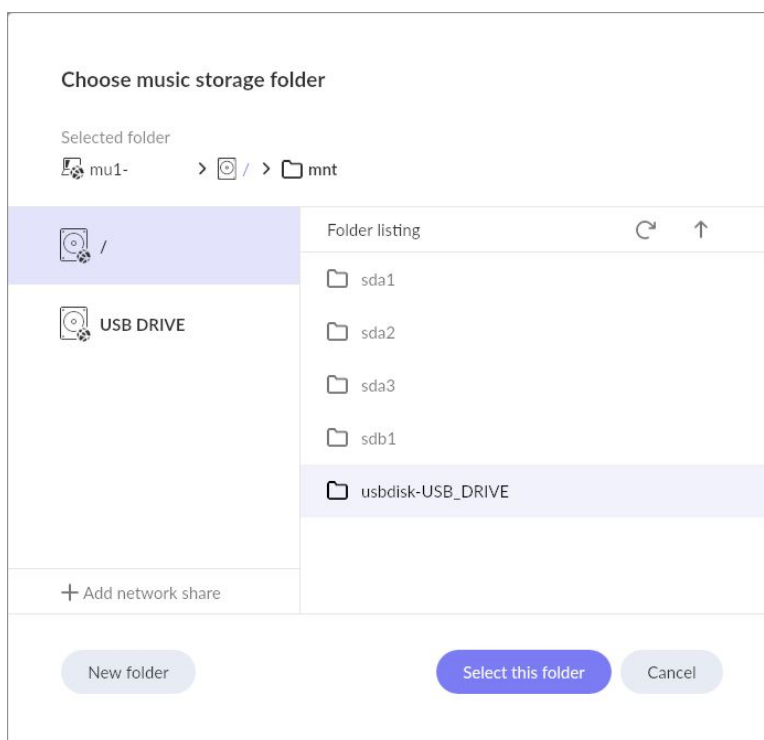 Choose music storage folder
Selected folder
mu1- > / > mnt
/
USB DRIVE
Folder listing
sda1
sda2
sda3
sdb1
usbdisk-USB_DRIVE
+ Add network share
New folder
Select this folder
Cancel